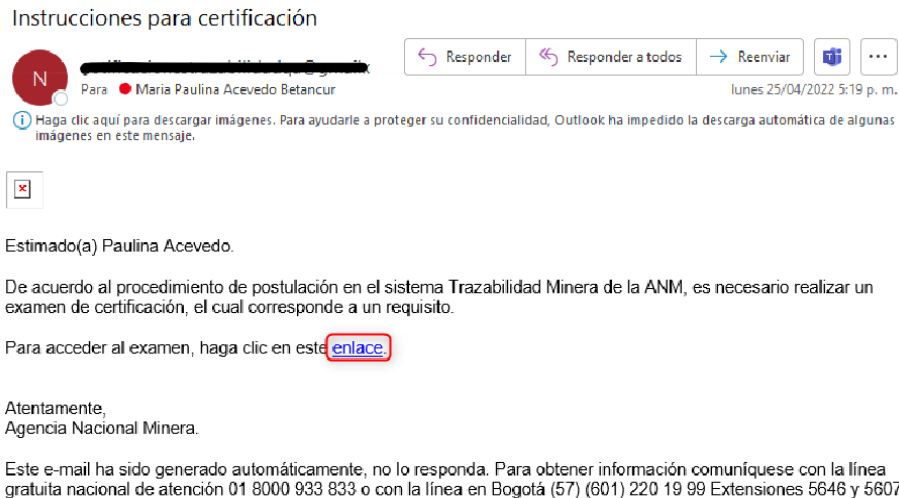 Instrucciones para certificación
N
Responder
Responder a todos
Reenviar
Para Maria Paulina Acevedo Betancur
lunes 25/04/2022 5:19 p. m.
Haga clic aquí para descargar imágenes. Para ayudarle a proteger su confidencialidad, Outlook ha impedido la descarga automática de algunas
imágenes en este mensaje.
Estimado(a) Paulina Acevedo.
De acuerdo al procedimiento de postulación en el sistema Trazabilidad Minera de la ANM, es necesario realizar un
examen de certificación, el cual corresponde a un requisito.
Para acceder al examen, haga clic en este enlace.
Atentamente,
Agencia Nacional Minera.
Este e-mail ha sido generado automáticamente, no lo responda. Para obtener información comuníquese con la línea
gratuita nacional de atención 01 8000 933 833 o con la línea en Bogotá (57) (601) 220 19 99 Extensiones 5646 y 5607